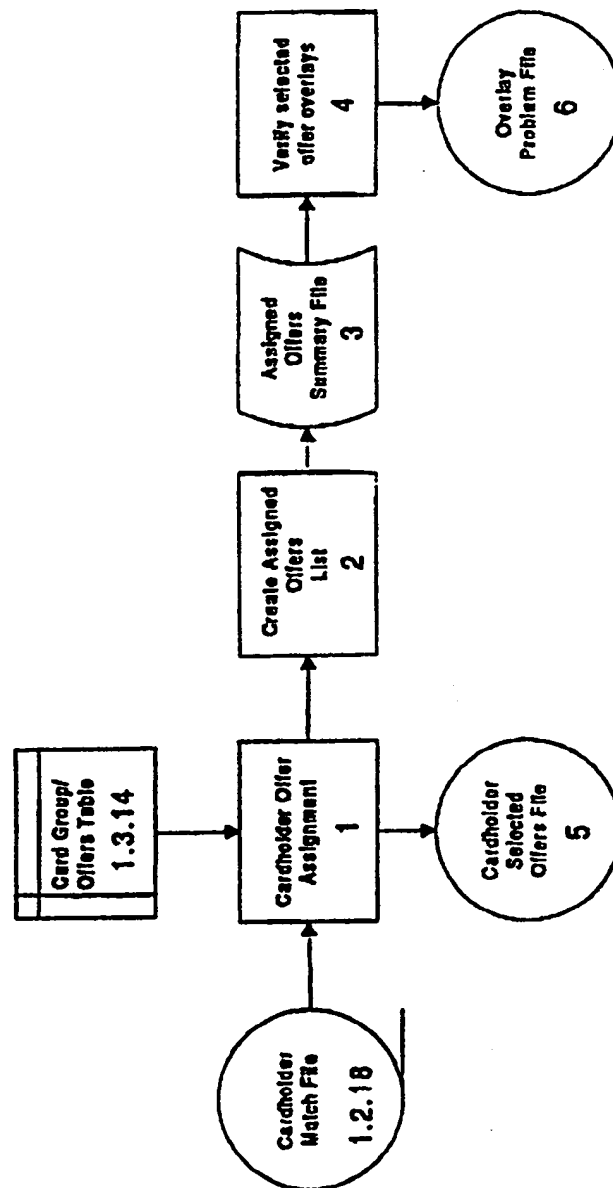 Card Group/
Offers Table
1.3.14
Cardholder
Match File
1.2.18
Cardholder Offer
Assignment
1
Create Assigned
Offers
List
2
Assigned
Offers
Summary File
3
Verify selected
offer overlays
4
Cardholder
Selected
Offers File
5
Overlay
Problem File
6